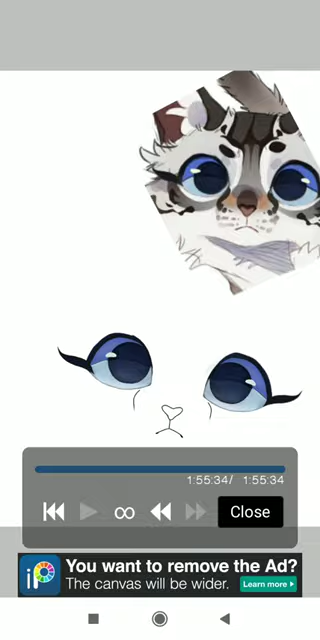 1:55:34/ 1:55:34
Close
You want to remove the Ad?
The canvas will be wider.
Learn more